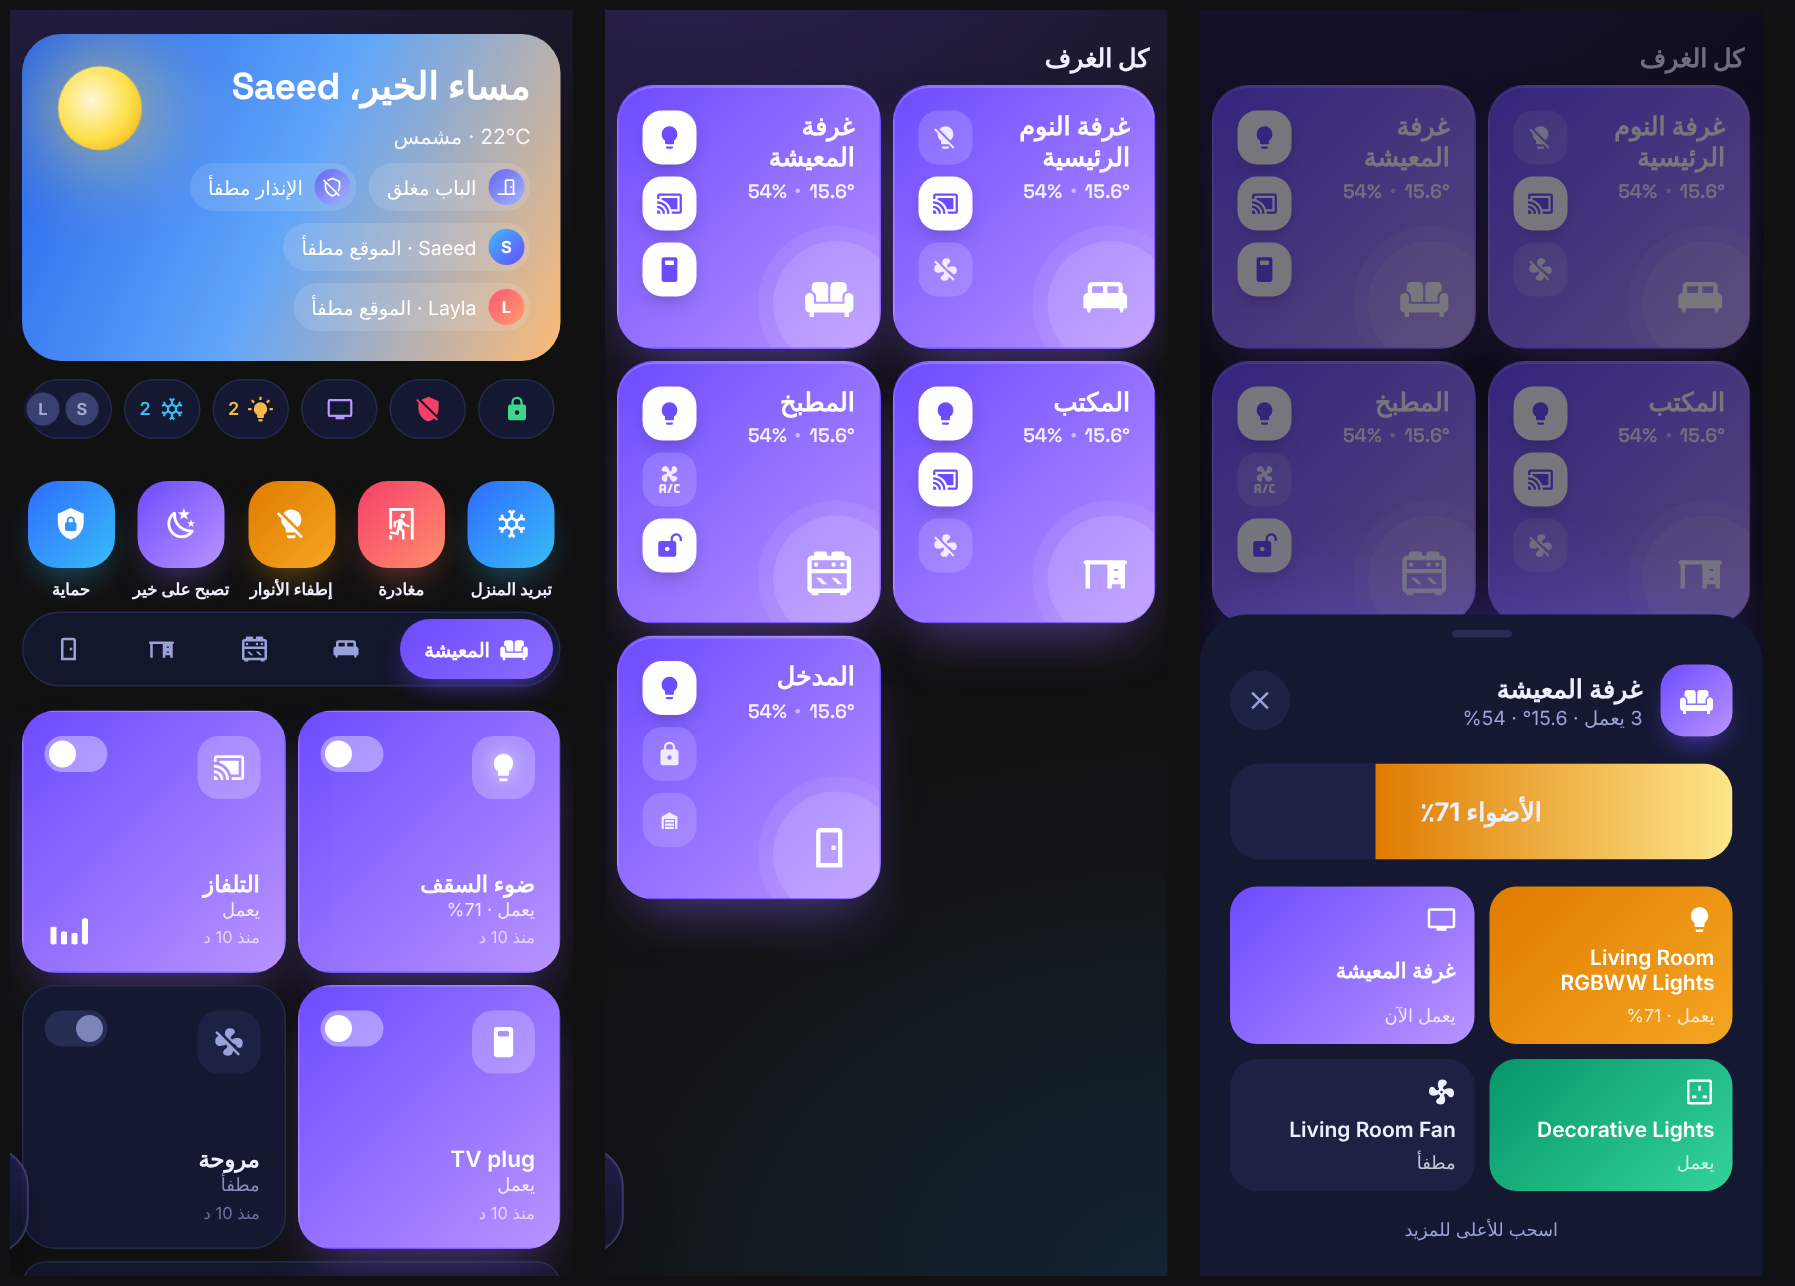 مساء الخير، Saeed
22°C · مشمس
الباب مغلق
الإنذار مطفأ
S
Saeed · الموقع مطفأ
L
Layla · الموقع مطفأ
2
2
S
L
تبريد المنزل
مغادرة
إطفاء الأنوار
تصبح على خير
حماية
المعيشة
ضوء السقف
يعمل · 71%
منذ 10 د
التلفاز
يعمل
منذ 10 د
TV plug
يعمل
منذ 10 د
مروحة
مطفأ
منذ 10 د
كل الغرف
غرفة النوم
الرئيسية
15.6° • 54%
غرفة
المعيشة
15.6° • 54%
المكتب
15.6° • 54%
المطبخ
15.6° • 54%
A/C
المدخل
15.6° • 54%
كل الغرف
غرفة النوم
الرئيسية
15.6° • 54%
غرفة
المعيشة
15.6° • 54%
المكتب
15.6° • 54%
المطبخ
15.6° • 54%
A/C
غرفة المعيشة
3 يعمل · 15.6° · 54%
الأضواء 71٪
Living Room
RGBWW Lights
يعمل · 71%
غرفة المعيشة
يعمل الآن
Decorative Lights
يعمل
Living Room Fan
مطفأ
اسحب للأعلى للمزيد